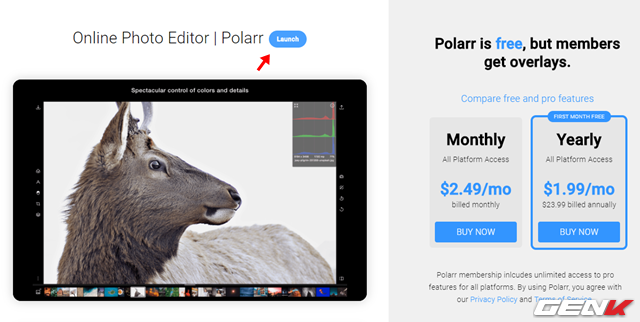 Online Photo Editor | Polarr
Launch
Spectacular control of colors and details
Polarr is free, but members
get overlays.
Compare free and pro features
Monthly
All Platform Access
$2.49/mo
billed monthly
BUY NOW
FIRST MONTH FREE
Yearly
All Platform Access
$1.99/mo
$23.99 billed annually
BUY NOW
Polarr membership inlcudes unlimited access to pro
features for all platforms. By using Polarr, you agree with
our Privacy Policy and Terms of Service.
GENK